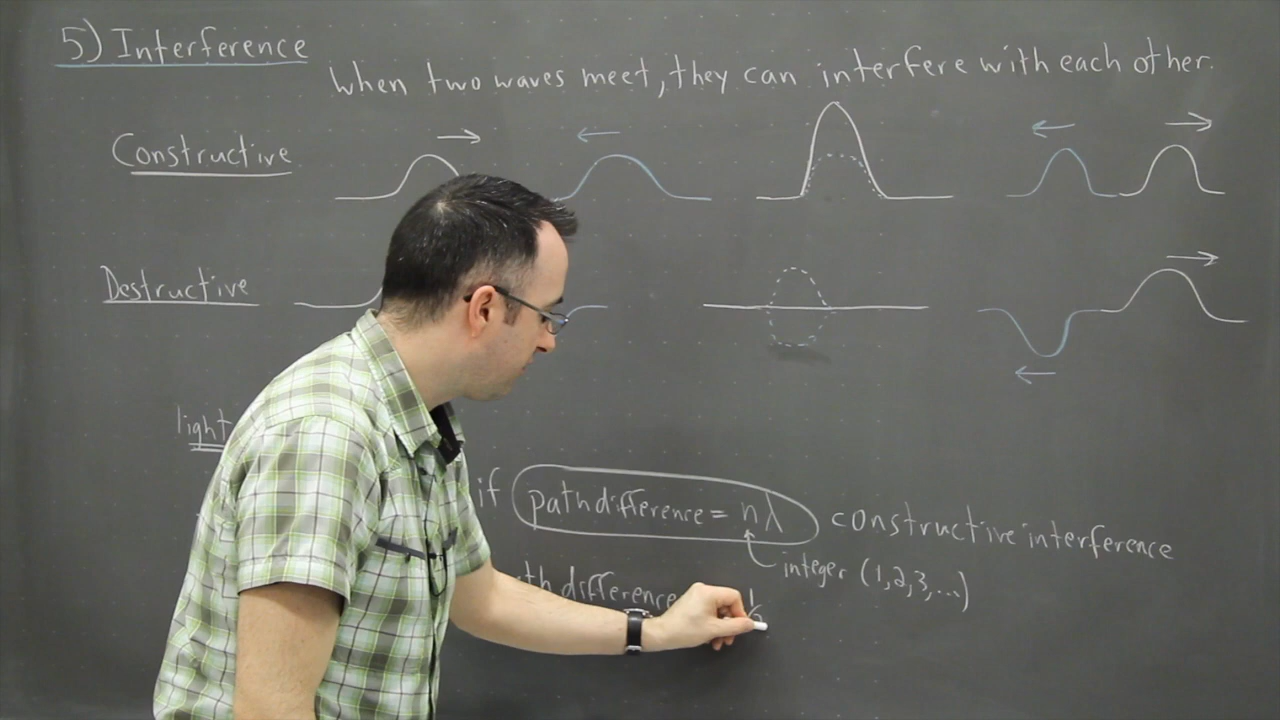 5) Interference
When two waves meet, they can interfere with each other.
Constructive
Destructive
light
if path difference = nλ constructive interference
integer (1,2,3,...)
difference